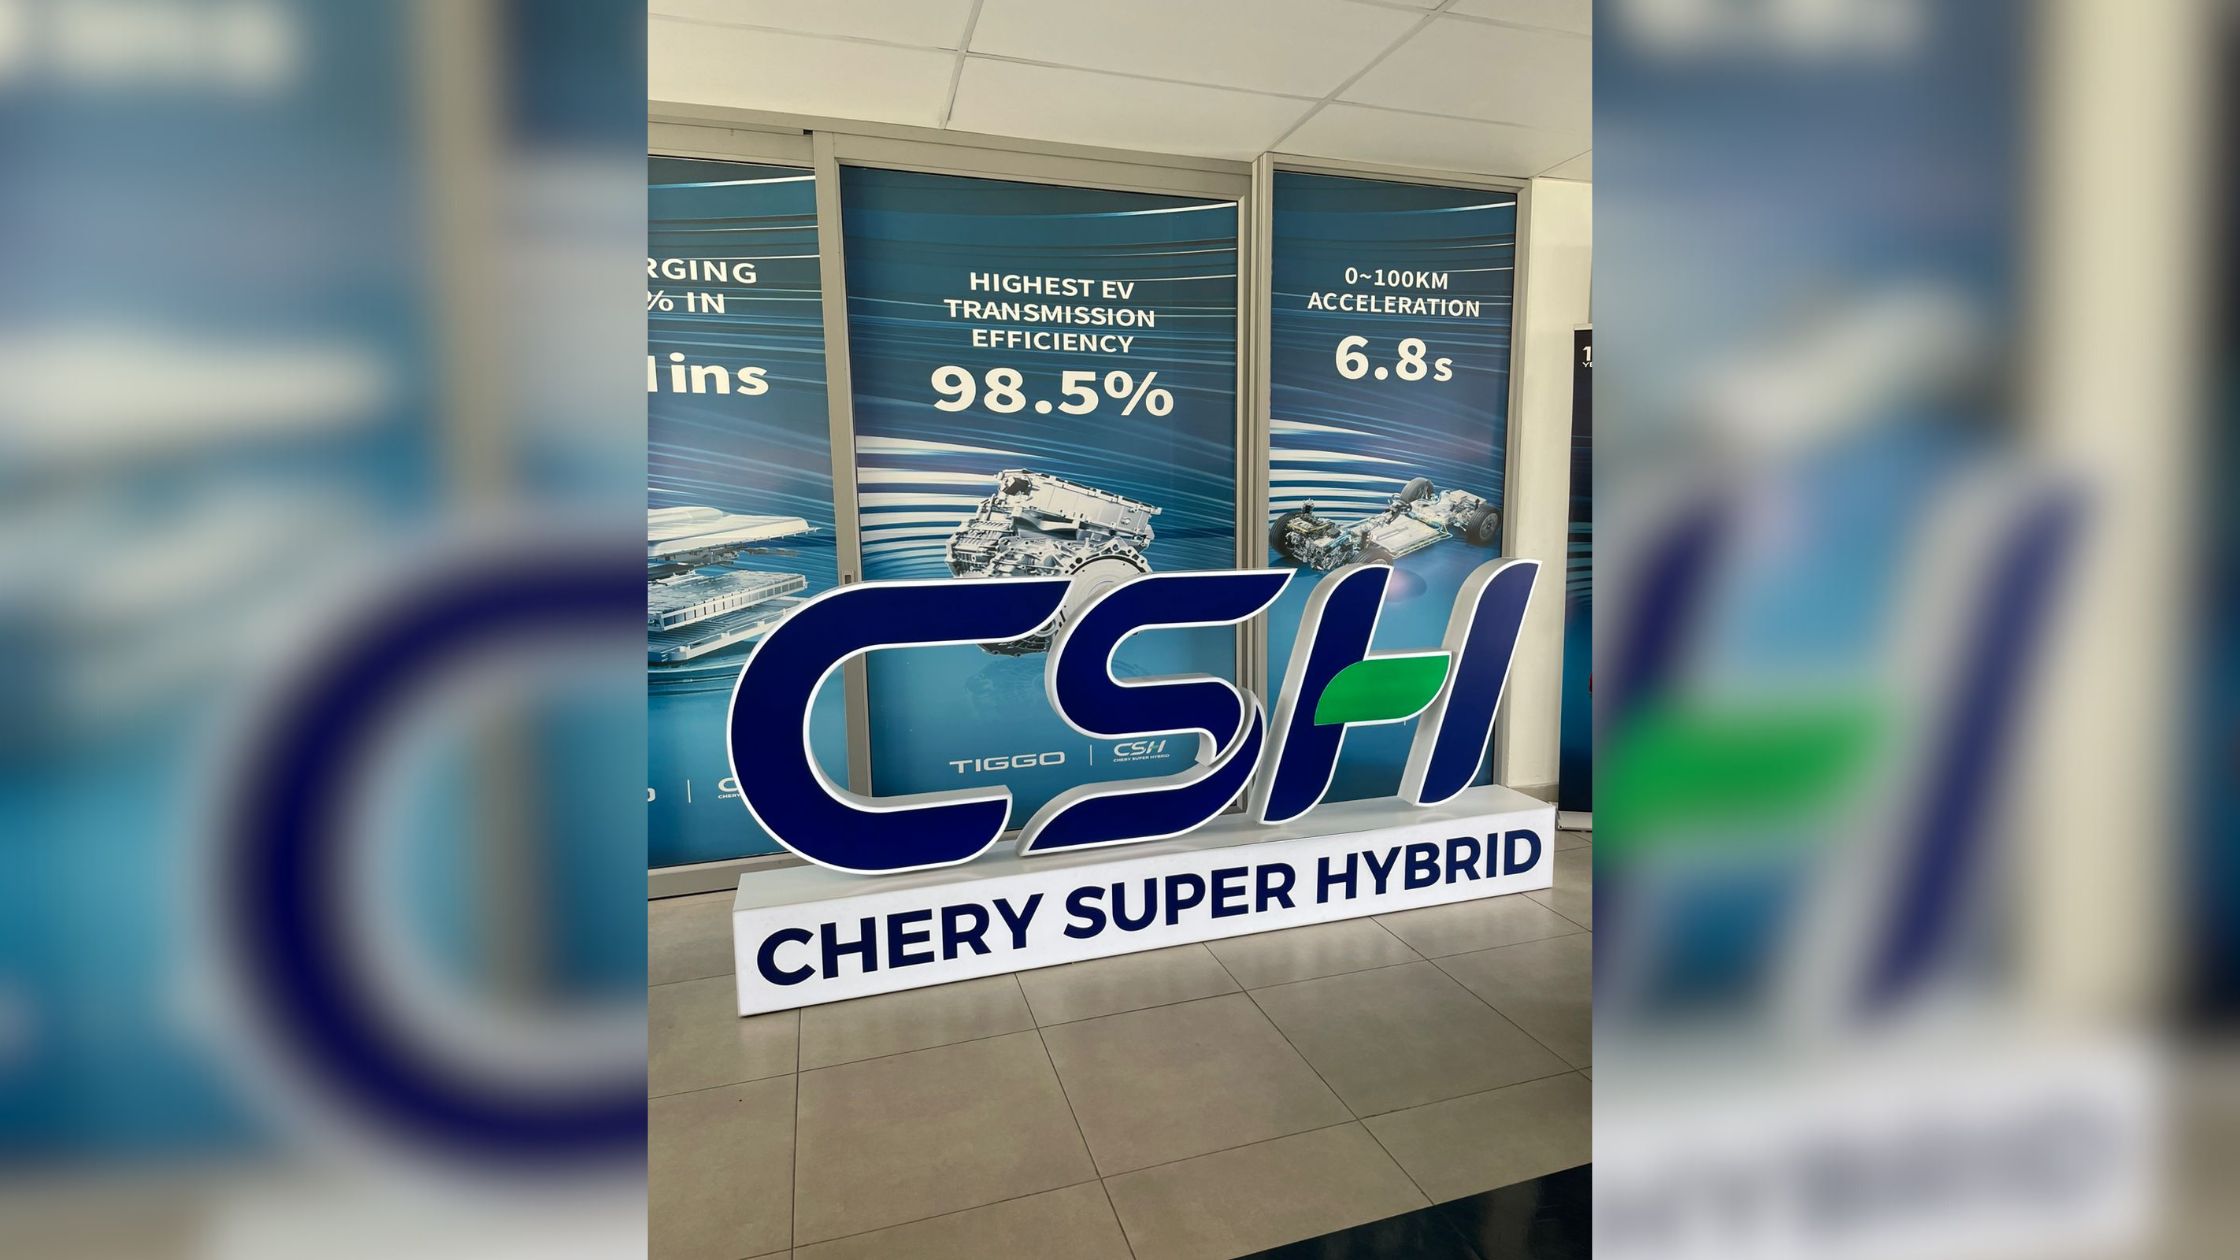 RGING
% IN
ins
HIGHEST EV
TRANSMISSION
EFFICIENCY
98.5%
0~100KM
ACCELERATION
6.8s
TIGGO | CSH
CHERY SUPER HYBRID
CSH
CHERY SUPER HYBRID